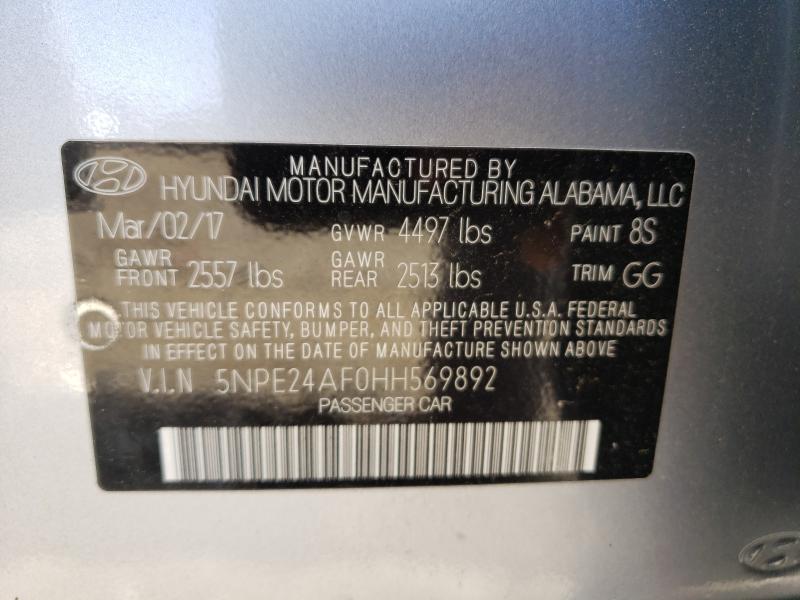 MANUFACTURED BY
HYUNDAI MOTOR MANUFACTURING ALABAMA, LLC
Mar/02/17 GVWR 4497 lbs PAINT 8S
GAWR FRONT 2557 lbs GAWR REAR 2513 lbs TRIM GG
THIS VEHICLE CONFORMS TO ALL APPLICABLE U.S.A. FEDERAL
MOTOR VEHICLE SAFETY, BUMPER, AND THEFT PREVENTION STANDARDS
IN EFFECT ON THE DATE OF MANUFACTURE SHOWN ABOVE.
V.I.N 5NPE24AF0HH569892
PASSENGER CAR